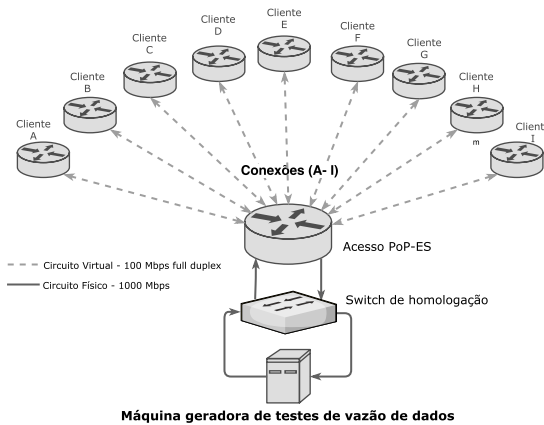 Cliente
E
Cliente
D
Cliente
F
Cliente
C
Cliente
G
Cliente
B
Cliente
H
Cliente
A
m
Cliente
I
Conexões (A- I)
Acesso PoP-ES
Circuito Virtual - 100 Mbps full duplex
Circuito Físico - 1000 Mbps
Switch de homologação
Máquina geradora de testes de vazão de dados